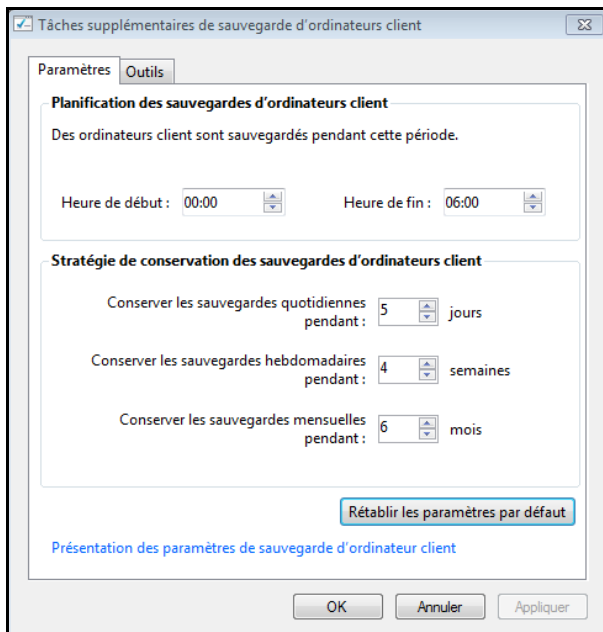 Tâches supplémentaires de sauvegarde d'ordinateurs client
Paramètres Outils
Planification des sauvegardes d'ordinateurs client
Des ordinateurs client sont sauvegardés pendant cette période.
Heure de début : 00:00 Heure de fin : 06:00
Stratégie de conservation des sauvegardes d'ordinateurs client
Conserver les sauvegardes quotidiennes
pendant : 5 jours
Conserver les sauvegardes hebdomadaires
pendant : 4 semaines
Conserver les sauvegardes mensuelles
pendant : 6 mois
Rétablir les paramètres par défaut
Présentation des paramètres de sauvegarde d'ordinateur client
OK Annuler Appliquer